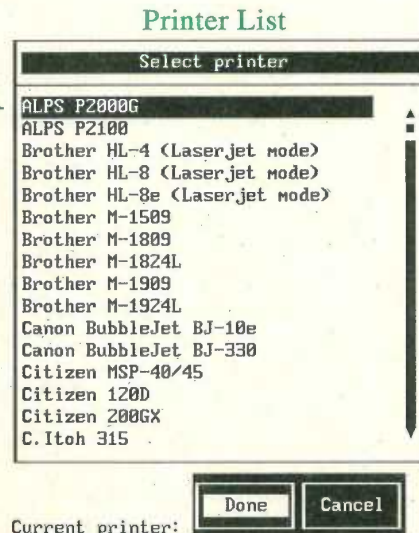 Printer List
Select printer
ALPS P2000G
ALPS P2100
Brother HL-4 (Laserjet mode)
Brother HL-8 (Laserjet mode)
Brother HL-8e (Laserjet mode)
Brother M-1509
Brother M-1809
Brother M-1824L
Brother M-1909
Brother M-1924L
Canon BubbleJet BJ-10e
Canon BubbleJet BJ-330
Citizen MSP-40/45
Citizen 120D
Citizen 200GX
C.Itoh 315
Done Cancel
Current printer: